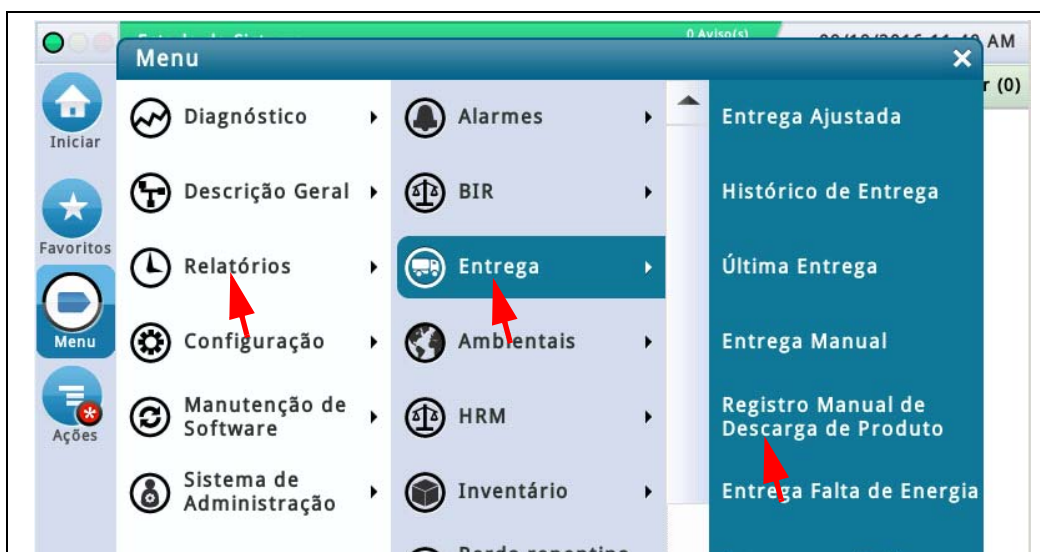 0 Aviso(s)
AM
Menu
r (0)
Iniciar
Favoritos
Menu
Ações
Diagnóstico
Descrição Geral
Relatórios
Configuração
Manutenção de
Software
Sistema de
Administração
Alarmes
BIR
Entrega
Ambientais
HRM
Inventário
Entrega Ajustada
Histórico de Entrega
Última Entrega
Entrega Manual
Registro Manual de
Descarga de Produto
Entrega Falta de Energia